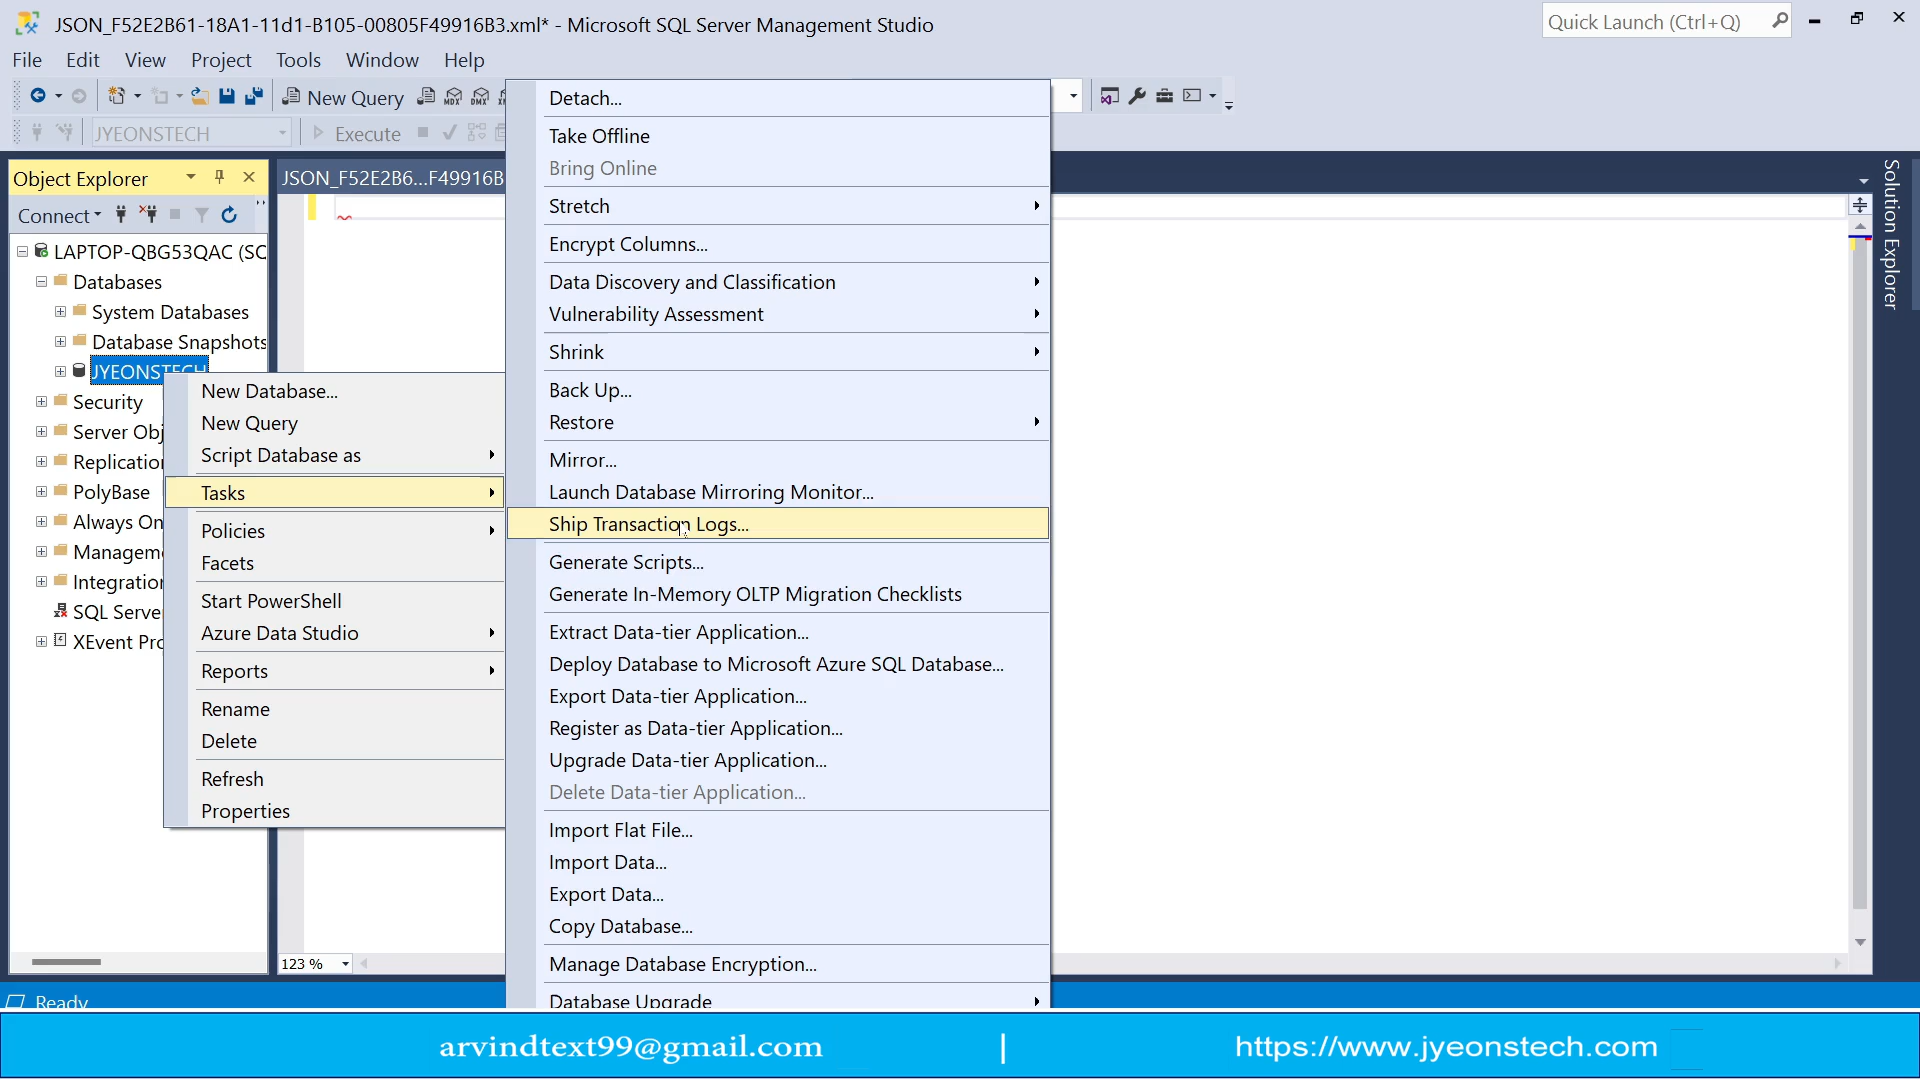 JSON_F52E2B61-18A1-11d1-B105-00805F49916B3.xml* - Microsoft SQL Server Management Studio
Quick Launch (Ctrl+Q)
File Edit View Project Tools Window Help
New Query
JYEONSTECH
Execute
Object Explorer
JSON_F52E2B6...F49916B
Connect
LAPTOP-QBG53QAC (SQ
Databases
System Databases
Database Snapshots
JYEONSTECH
Security
Server Obj
Replication
PolyBase
Always On
Managem
Integration
SQL Serve
XEvent Pro
New Database...
New Query
Script Database as
Tasks
Policies
Facets
Start PowerShell
Azure Data Studio
Reports
Rename
Delete
Refresh
Properties
Detach...
Take Offline
Bring Online
Stretch
Encrypt Columns...
Data Discovery and Classification
Vulnerability Assessment
Shrink
Back Up...
Restore
Mirror...
Launch Database Mirroring Monitor...
Ship Transaction Logs...
Generate Scripts...
Generate In-Memory OLTP Migration Checklists
Extract Data-tier Application...
Deploy Database to Microsoft Azure SQL Database...
Export Data-tier Application...
Register as Data-tier Application...
Upgrade Data-tier Application...
Delete Data-tier Application...
Import Flat File...
Import Data...
Export Data...
Copy Database...
Manage Database Encryption...
Database Upgrade
Solution Explorer
123 %
Ready
arvindtext99@gmail.com | https://www.jyeonstech.com